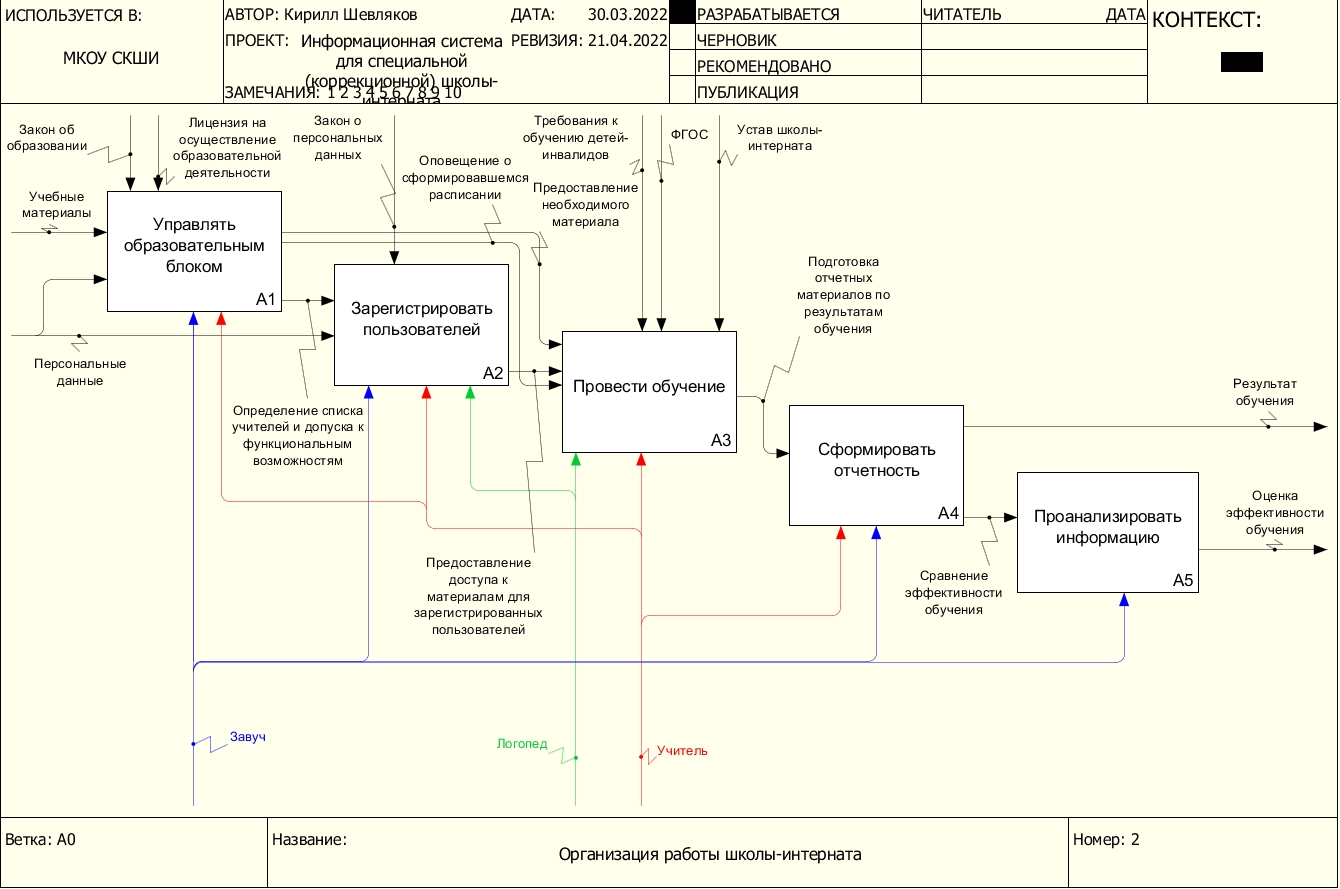 ИСПОЛЬЗУЕТСЯ В:
МКОУ СКШИ
АВТОР: Кирилл Шевляков
ДАТА: 30.03.2022
ПРОЕКТ: Информационная система
для специальной
(коррекционной) школы-
интерната
РЕВИЗИЯ: 21.04.2022
ЗАМЕЧАНИЯ: 1 2 3 4 5 6 7 8 9 10
РАЗРАБАТЫВАЕТСЯ
ЧЕРНОВИК
РЕКОМЕНДОВАНО
ПУБЛИКАЦИЯ
ЧИТАТЕЛЬ
ДАТА
КОНТЕКСТ:
Закон об
образовании
Лицензия на
осуществление
образовательной
деятельности
Закон о
персональных
данных
Оповещение о
сформировавшемся
расписании
Требования к
обучению детей-
инвалидов
ФГОС
Устав школы-
интерната
Предоставление
необходимого
материала
Учебные
материалы
Управлять
образовательным
блоком
A1
Зарегистрировать
пользователей
A2
Персональные
данные
Определение списка
учителей и допуска к
функциональным
возможностям
Провести обучение
A3
Подготовка
отчетных
материалов по
результатам
обучения
Сформировать
отчетность
A4
Результат
обучения
Проанализировать
информацию
A5
Оценка
эффективности
обучения
Сравнение
эффективности
обучения
Предоставление
доступа к
материалам для
зарегистрированных
пользователей
Завуч
Логопед
Учитель
Ветка: A0
Название:
Организация работы школы-интерната
Номер: 2